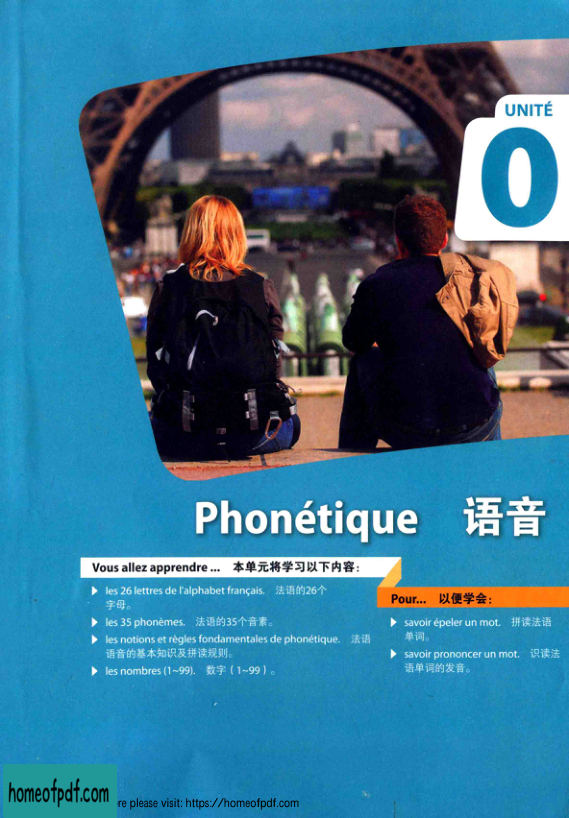 UNITÉ
0
Phonétique 语音
Vous allez apprendre ... 本单元将学习以下内容：
les 26 lettres de l'alphabet français. 法语的26个
字母。
les 35 phonèmes. 法语的35个音素。
les notions et règles fondamentales de phonétique. 法语
语音的基本知识及拼读规则。
les nombres (1~99). 数字（1~99）。
Pour... 以便学会：
savoir épeler un mot. 拼读法语
单词。
savoir prononcer un mot. 识读法
语单词的发音。
homeofpdf.com
re please visit: https://homeofpdf.com